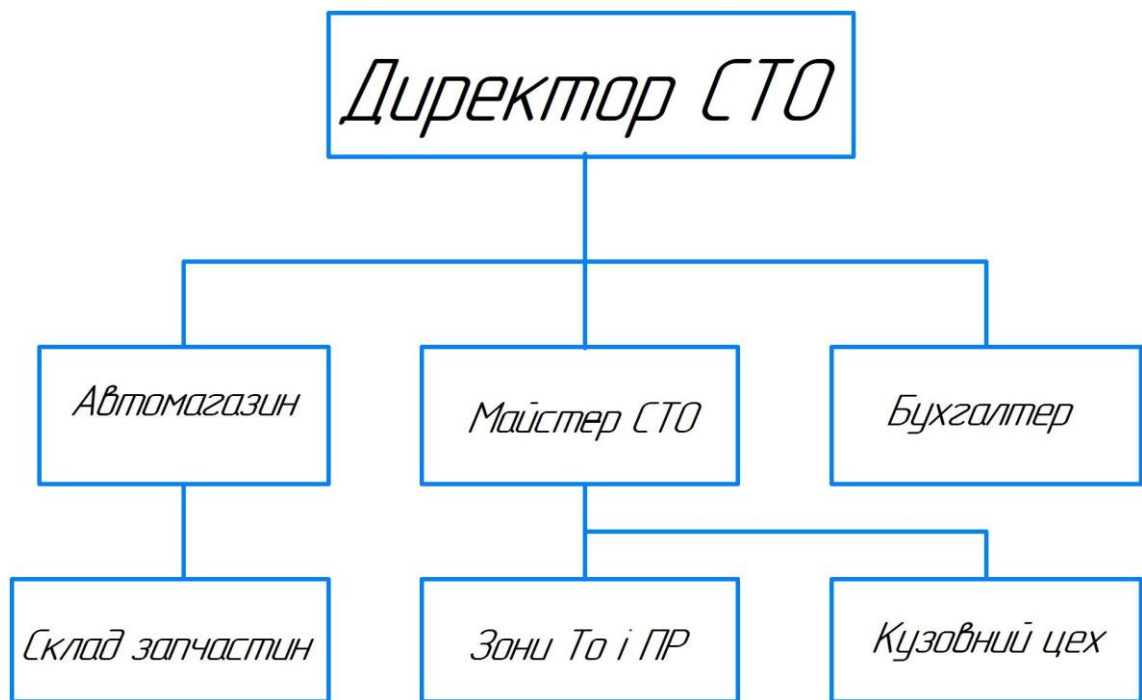 Директор СТО
Автомагазин
Майстер СТО
Бухгалтер
Склад запчастин
Зони То і ПР
Кузовний цех